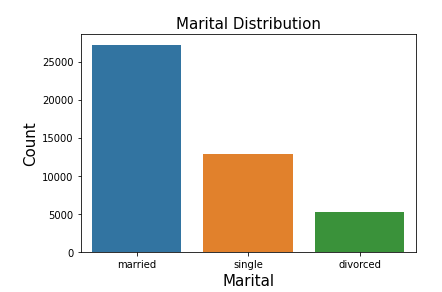 Marital Distribution
Count
25000
20000
15000
10000
5000
0
married single divorced
Marital